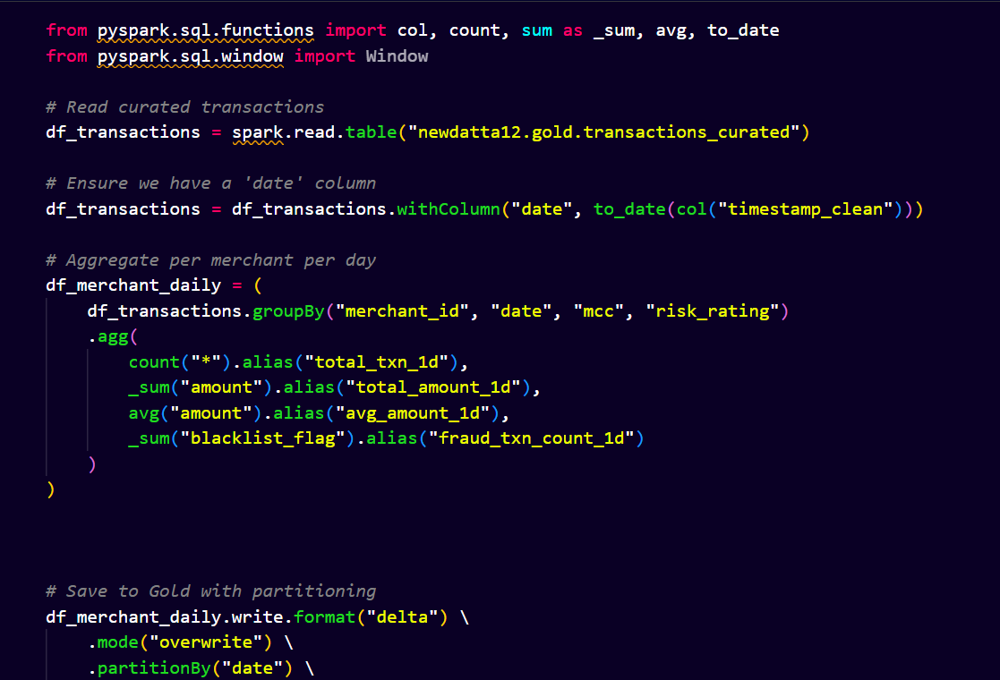 from pyspark.sql.functions import col, count, sum as _sum, avg, to_date
from pyspark.sql.window import Window
# Read curated transactions
df_transactions = spark.read.table("newdatta12.gold.transactions_curated")
# Ensure we have a 'date' column
df_transactions = df_transactions.withColumn("date", to_date(col("timestamp_clean")))
# Aggregate per merchant per day
df_merchant_daily = (
    df_transactions.groupBy("merchant_id", "date", "mcc", "risk_rating")
    .agg(
        count("*").alias("total_txn_1d"),
        _sum("amount").alias("total_amount_1d"),
        avg("amount").alias("avg_amount_1d"),
        _sum("blacklist_flag").alias("fraud_txn_count_1d")
    )
)
# Save to Gold with partitioning
df_merchant_daily.write.format("delta") \
    .mode("overwrite") \
    .partitionBy("date") \